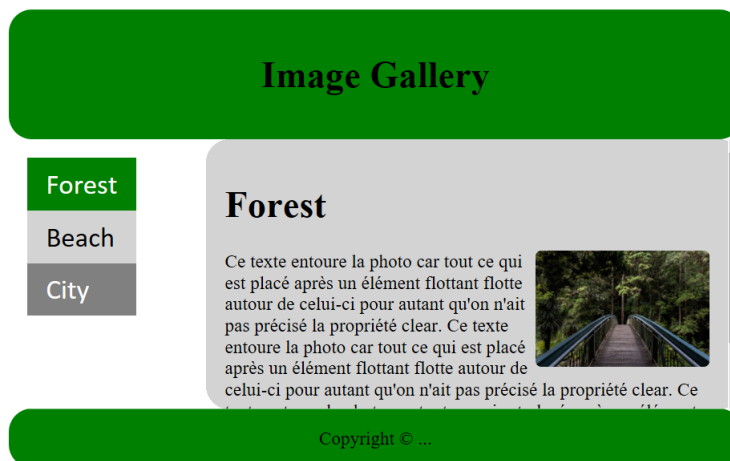 Image Gallery
Forest
Beach
City
Forest
Ce texte entoure la photo car tout ce qui
est placé après un élément flottant flotte
autour de celui-ci pour autant qu'on n'ait
pas précisé la propriété clear. Ce texte
entoure la photo car tout ce qui est placé
après un élément flottant flotte autour de
celui-ci pour autant qu'on n'ait pas précisé la propriété clear. Ce
Copyright © ...